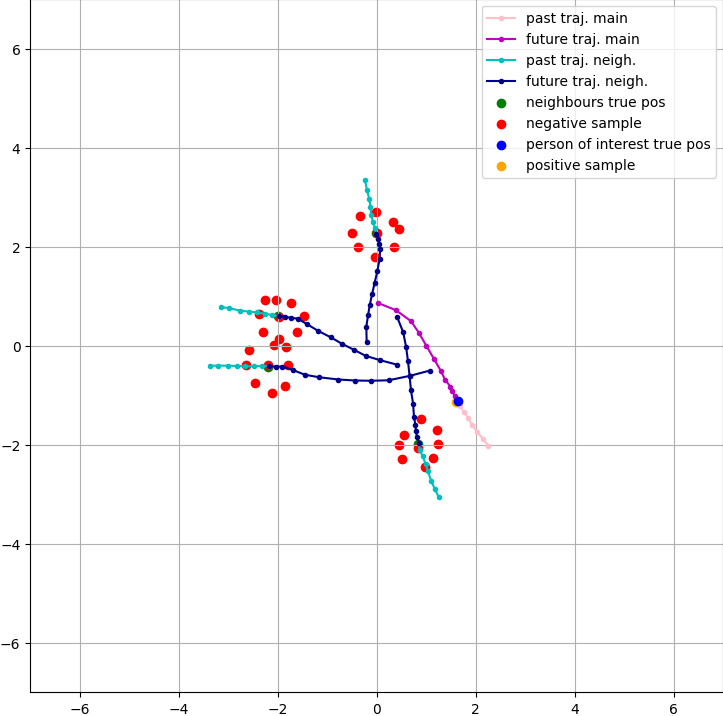 past traj. main
future traj. main
past traj. neigh.
future traj. neigh.
neighbours true pos
negative sample
person of interest true pos
positive sample
6
4
2
0
−2
−4
−6
−6 −4 −2 0 2 4 6